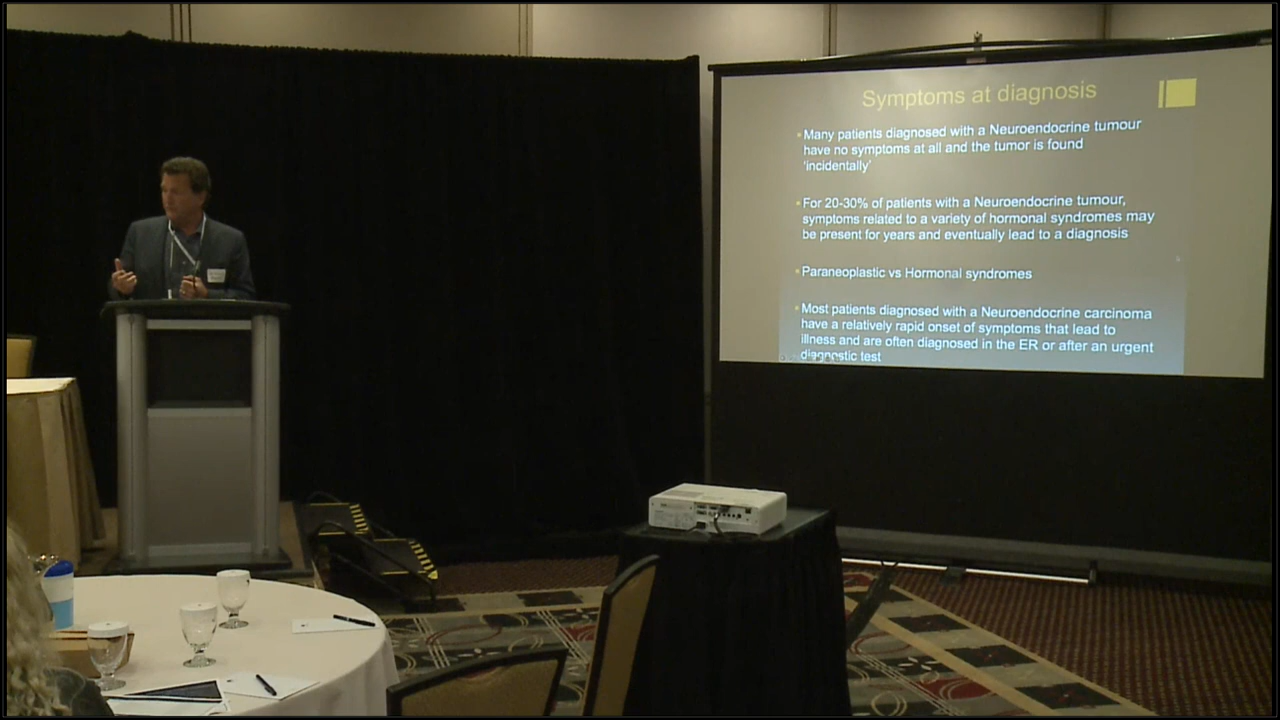 Symptoms at diagnosis
Many patients diagnosed with a Neuroendocrine tumour
have no symptoms at all and the tumor is found
'incidentally'
For 20-30% of patients with a Neuroendocrine tumour,
symptoms related to a variety of hormonal syndromes may
be present for years and eventually lead to a diagnosis
Paraneoplastic vs Hormonal syndromes
Most patients diagnosed with a Neuroendocrine carcinoma
have a relatively rapid onset of symptoms that lead to
illness and are often diagnosed in the ER or after an urgent
diagnostic test